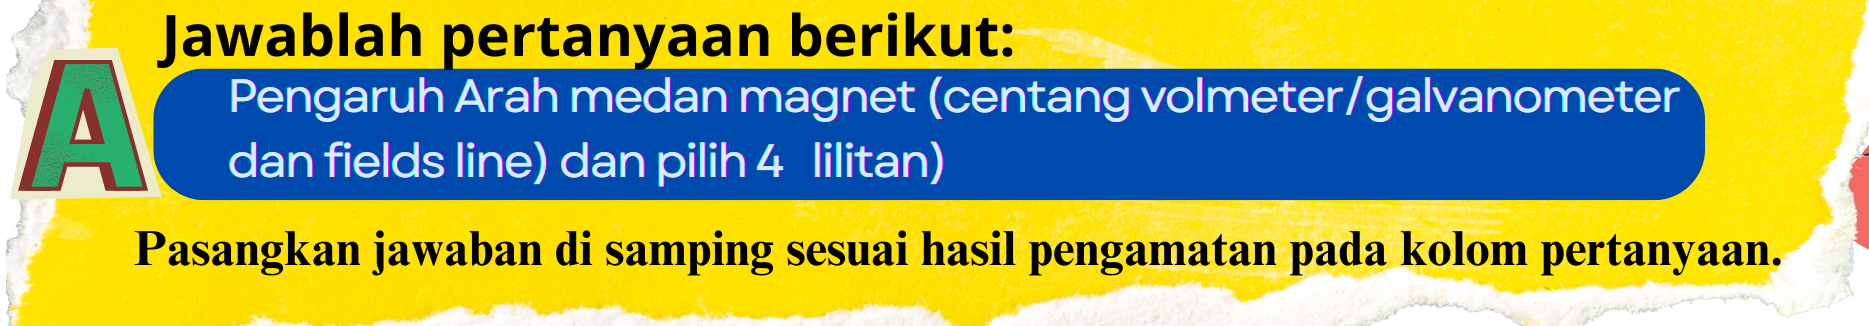 Jawablah pertanyaan berikut:
A
Pengaruh Arah medan magnet (centang volmeter/galvanometer
dan fields line) dan pilih 4 lilitan)
Pasangkan jawaban di samping sesuai hasil pengamatan pada kolom pertanyaan.